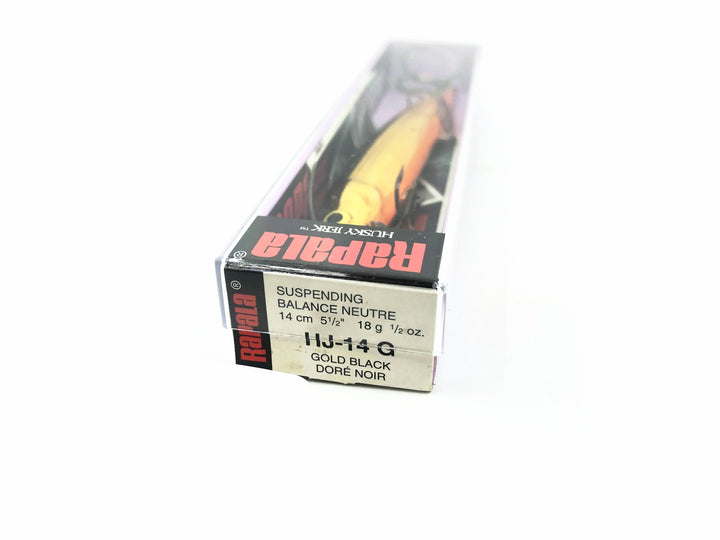 HUSKY JERK™
RAPALA®
RAPALA®
SUSPENDING
BALANCE NEUTRE
14 cm 5½" 18 g ½ oz.
HJ-14 G
GOLD BLACK
DORÉ NOIR